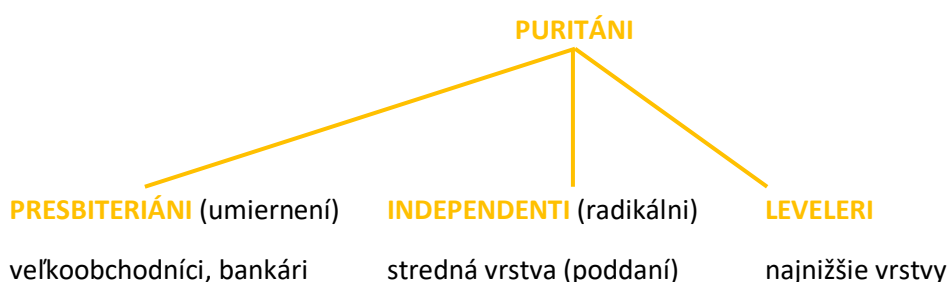 PURITÁNI
PRESBITERIÁNI (umiernení) INDEPENDENTI (radikálni) LEVELERI
veľkoobchodníci, bankári stredná vrstva (poddaní) najnižšie vrstvy